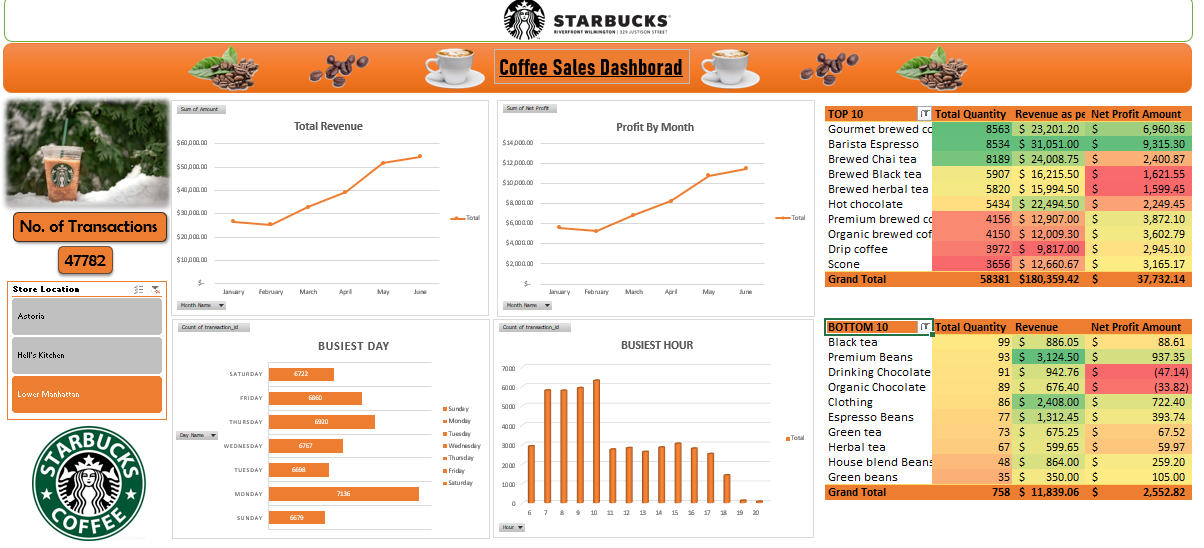 STARBUCKS
RIVERFRONT WILMINGTON | 329 JUSTISON STREET
Coffee Sales Dashborad
No. of Transactions
47782
Store Location
Astoria
Hell's Kitchen
Lower Manhattan
STARBUCKS
COFFEE
Sum of Amount
Total Revenue
$60,000.00
$50,000.00
$40,000.00
$30,000.00
$20,000.00
$10,000.00
$-
January February March April May June
Total
Month Name
Sum of Net Profit
Profit By Month
$14,000.00
$12,000.00
$10,000.00
$8,000.00
$6,000.00
$4,000.00
$2,000.00
$-
January February March April May June
Total
Month Name
Count of transaction_id
BUSIEST DAY
SATURDAY 6722
FRIDAY 6860
THURSDAY 6920
WEDNESDAY 6767
TUESDAY 6698
MONDAY 7136
SUNDAY 6679
Day Name
Sunday
Monday
Tuesday
Wednesday
Thursday
Friday
Saturday
Count of transaction_id
BUSIEST HOUR
7000
6000
5000
4000
3000
2000
1000
0
6 7 8 9 10 11 12 13 14 15 16 17 18 19 20
Total
Hour
TOP 10 Total Quantity Revenue as pe Net Profit Amount
Gourmet brewed co 8563 $ 23,201.20 $ 6,960.36
Barista Espresso 8534 $ 31,051.00 $ 9,315.30
Brewed Chai tea 8189 $ 24,008.75 $ 2,400.87
Brewed Black tea 5907 $ 16,215.50 $ 1,621.55
Brewed herbal tea 5820 $ 15,994.50 $ 1,599.45
Hot chocolate 5434 $ 22,494.50 $ 2,249.45
Premium brewed co 4156 $ 12,907.00 $ 3,872.10
Organic brewed cof 4150 $ 12,009.30 $ 3,602.79
Drip coffee 3972 $ 9,817.00 $ 2,945.10
Scone 3656 $ 12,660.67 $ 3,165.17
Grand Total 58381 $180,359.42 $ 37,732.14
BOTTOM 10 Total Quantity Revenue Net Profit Amount
Black tea 99 $ 886.05 $ 88.61
Premium Beans 93 $ 3,124.50 $ 937.35
Drinking Chocolate 91 $ 942.76 $ (47.14)
Organic Chocolate 89 $ 676.40 $ (33.82)
Clothing 86 $ 2,408.00 $ 722.40
Espresso Beans 77 $ 1,312.45 $ 393.74
Green tea 73 $ 675.25 $ 67.52
Herbal tea 67 $ 599.65 $ 59.97
House blend Beans 48 $ 864.00 $ 259.20
Green beans 35 $ 350.00 $ 105.00
Grand Total 758 $ 11,839.06 $ 2,552.82